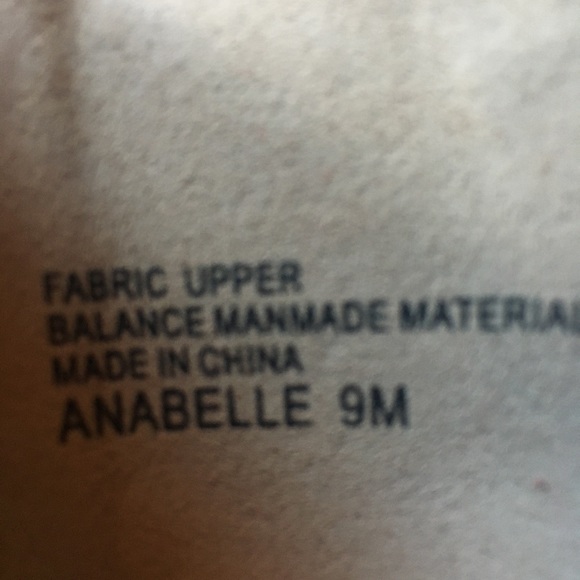 FABRIC UPPER
BALANCE MANMADE MATERIAL
MADE IN CHINA
ANABELLE 9M